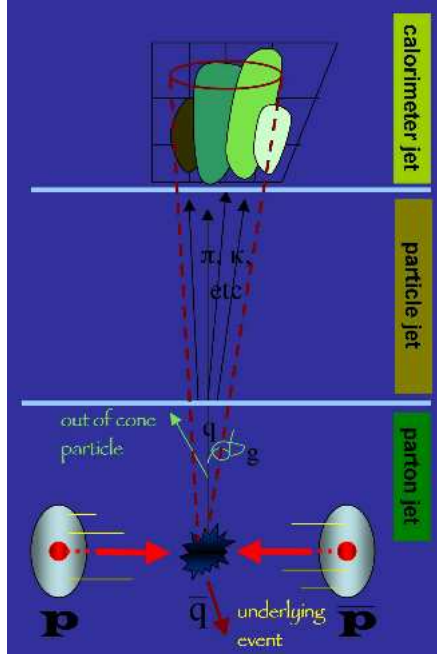 calorimeter jet
π, κ,
etc
particle jet
out of cone
particle
q
g
parton jet
p
p̅
q̅
underlying
event